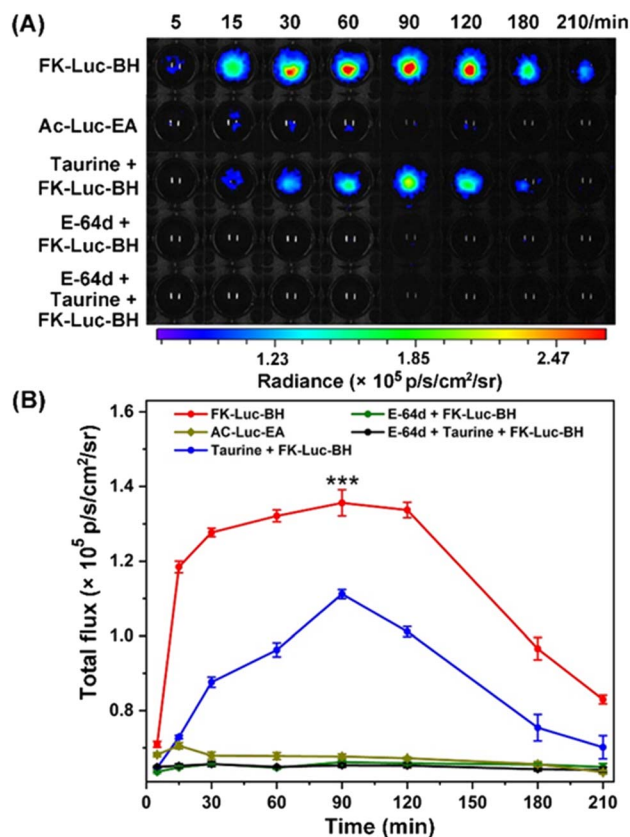 (A)
5 15 30 60 90 120 180 210/min
FK-Luc-BH
Ac-Luc-EA
Taurine +
FK-Luc-BH
E-64d +
FK-Luc-BH
E-64d +
Taurine +
FK-Luc-BH
1.23 1.85 2.47
Radiance (× 10⁵ p/s/cm²/sr)
(B)
FK-Luc-BH E-64d + FK-Luc-BH
AC-Luc-EA E-64d + Taurine + FK-Luc-BH
Taurine + FK-Luc-BH
***
Total flux (× 10⁵ p/s/cm²/sr)
1.6
1.4
1.2
1.0
0.8
0 30 60 90 120 150 180 210
Time (min)